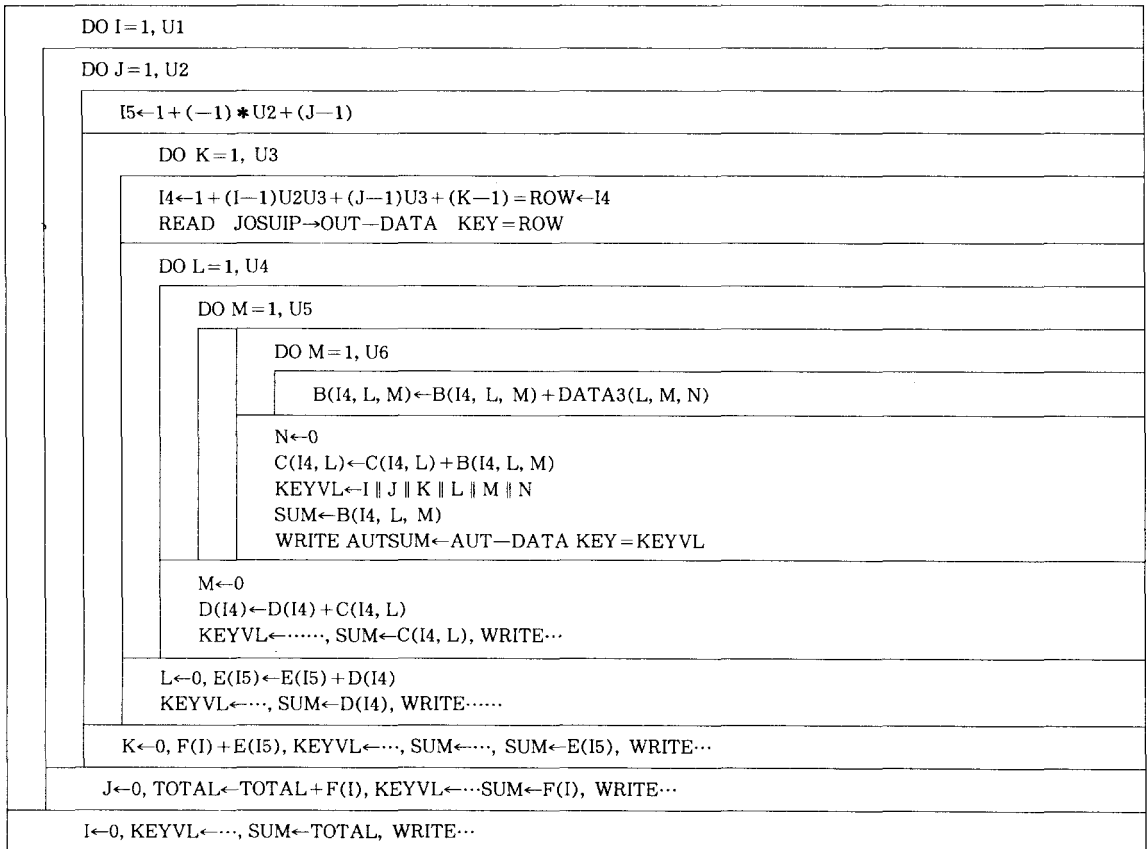 DO I=1, U1
DO J=1, U2
I5←1+(−1)*U2+(J−1)
DO K=1, U3
I4←1+(I−1)U2U3+(J−1)U3+(K−1)=ROW←I4
READ JOSUIP→OUT—DATA KEY=ROW
DO L=1, U4
DO M=1, U5
DO M=1, U6
B(I4, L, M)←B(I4, L, M)+DATA3(L, M, N)
N←0
C(I4, L)←C(I4, L)+B(I4, L, M)
KEYVL←I ‖ J ‖ K ‖ L ‖ M ‖ N
SUM←B(I4, L, M)
WRITE AUTSUM←AUT—DATA KEY=KEYVL
M←0
D(I4)←D(I4)+C(I4, L)
KEYVL←……, SUM←C(I4, L), WRITE…
L←0, E(I5)←E(I5)+D(I4)
KEYVL←…, SUM←D(I4), WRITE……
K←0, F(I)+E(I5), KEYVL←…, SUM←…, SUM←E(I5), WRITE…
J←0, TOTAL←TOTAL+F(I), KEYVL←…SUM←F(I), WRITE…
I←0, KEYVL←…, SUM←TOTAL, WRITE…